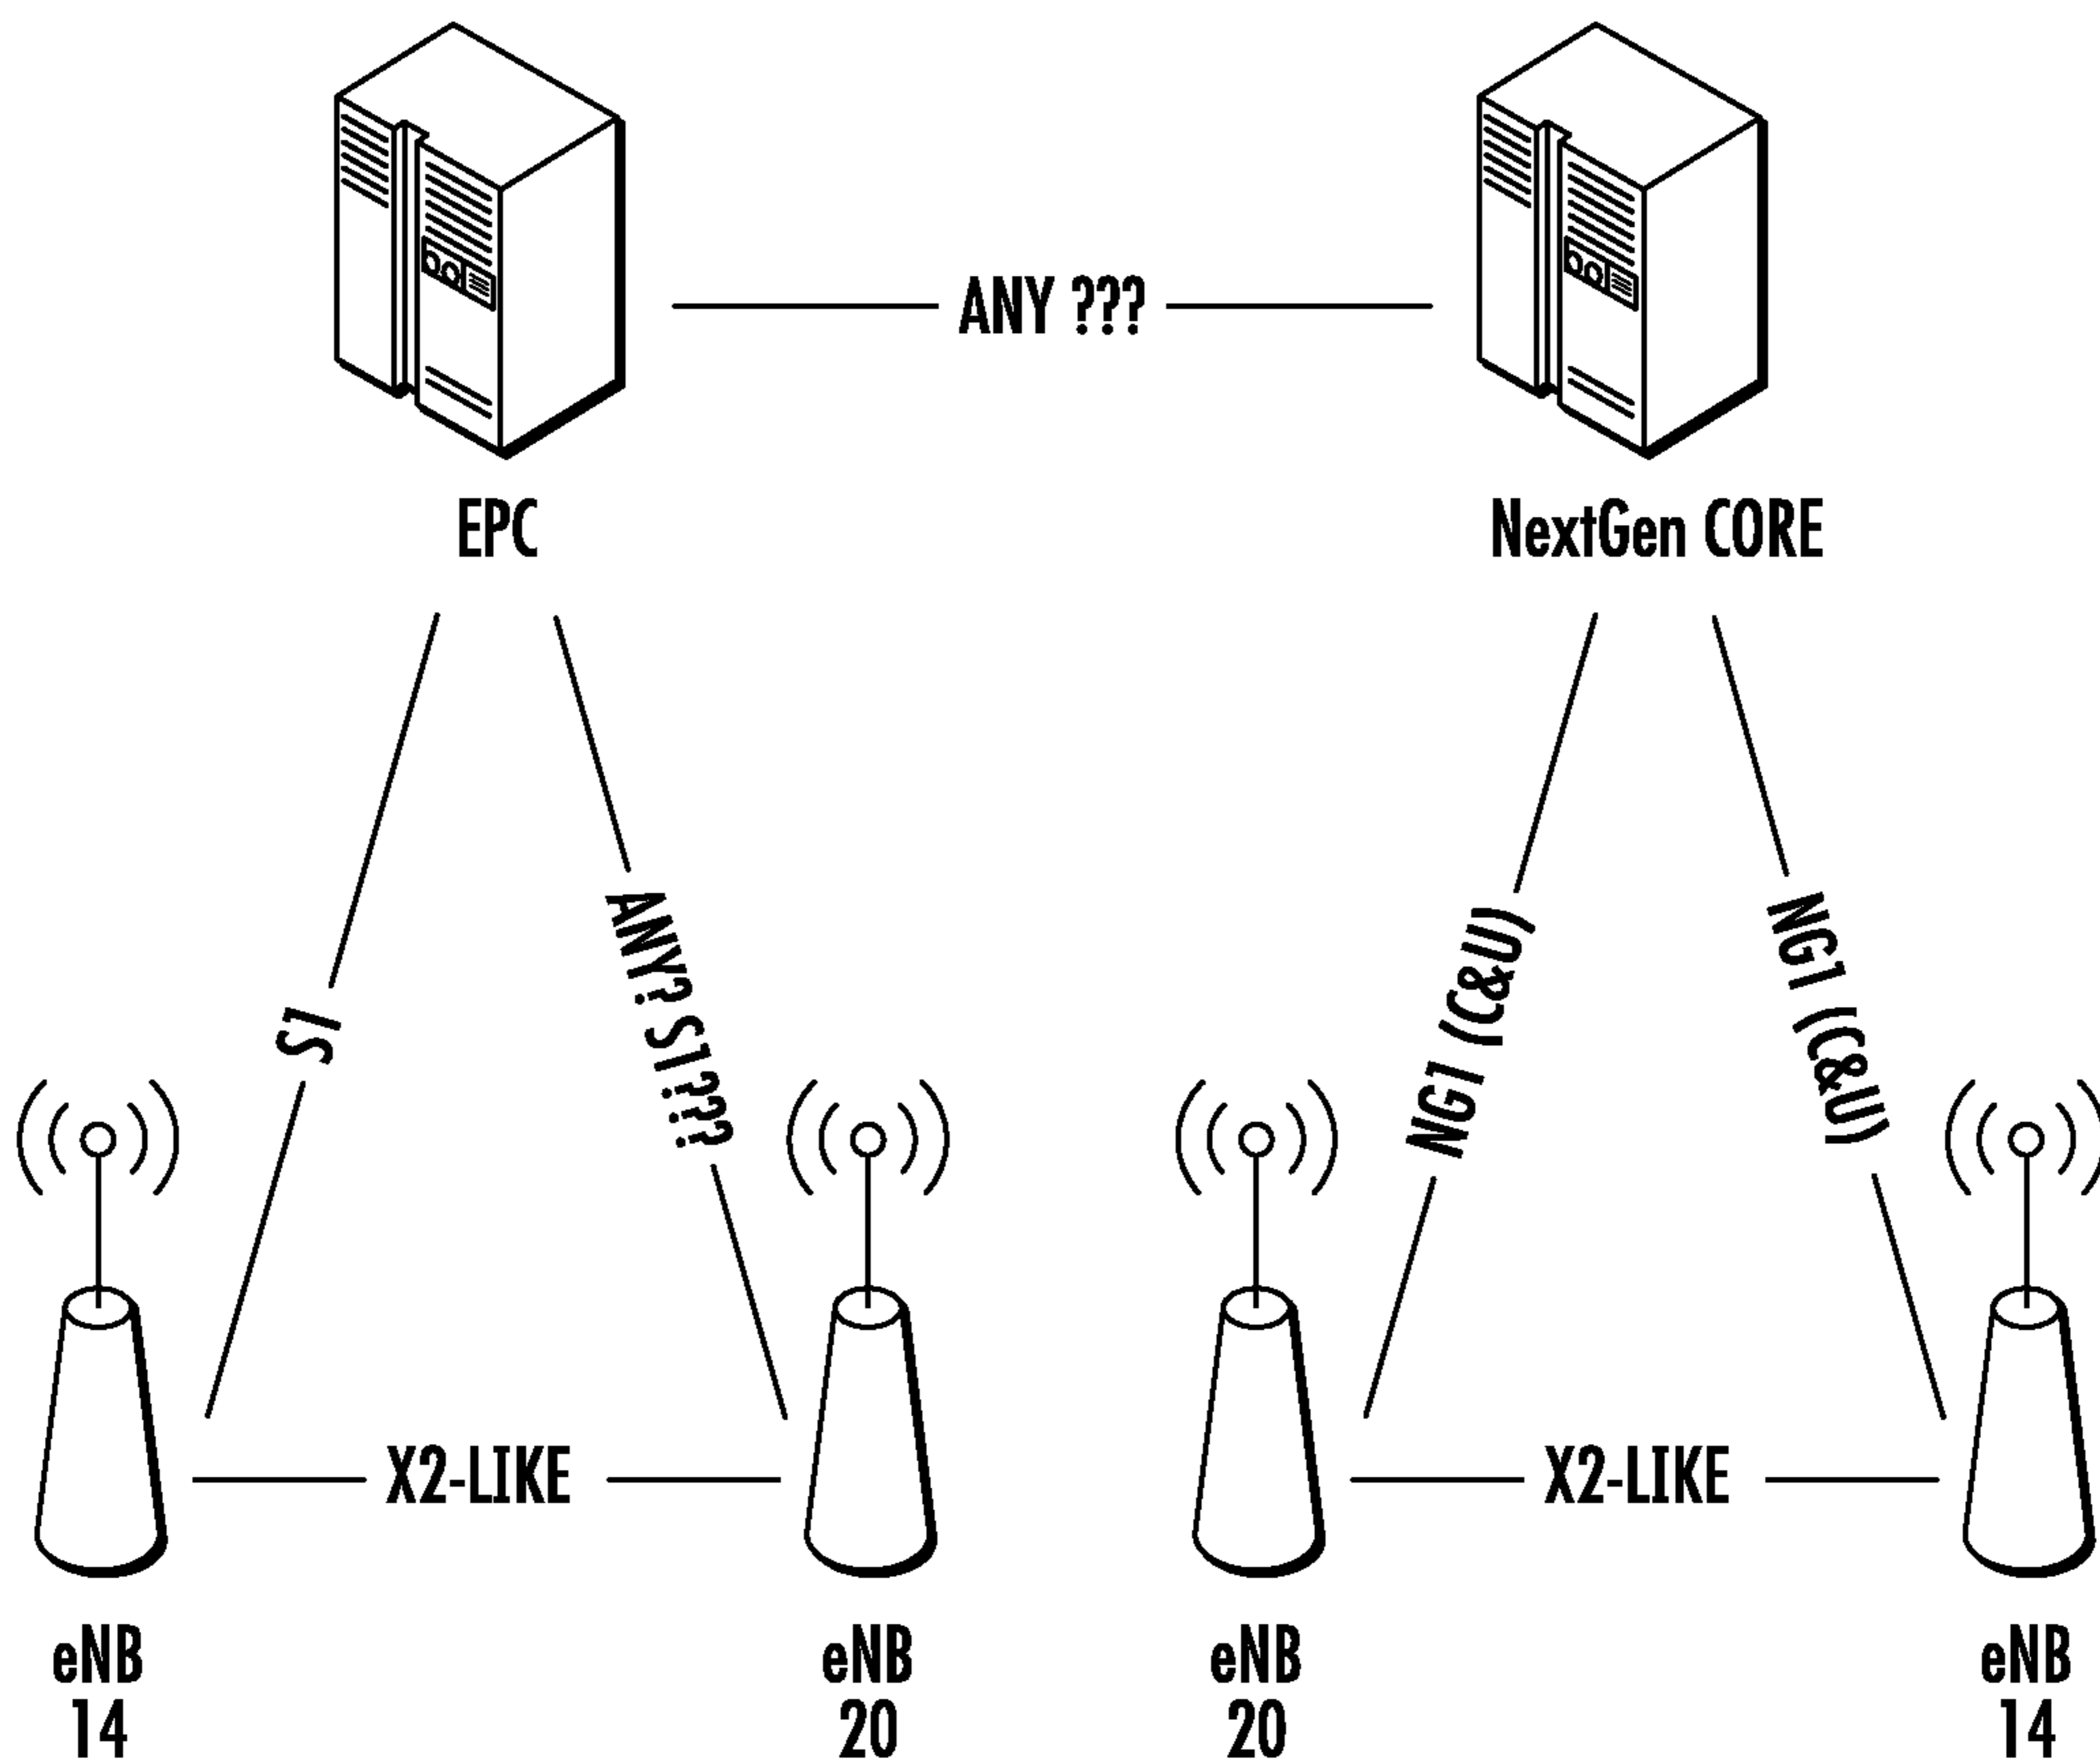 ANY ???
EPC
NextGen CORE
S1
ANY? S1???
NG1 (C&U)
NG1 (C&U)
X2-LIKE
X2-LIKE
eNB
14
eNB
20
eNB
20
eNB
14